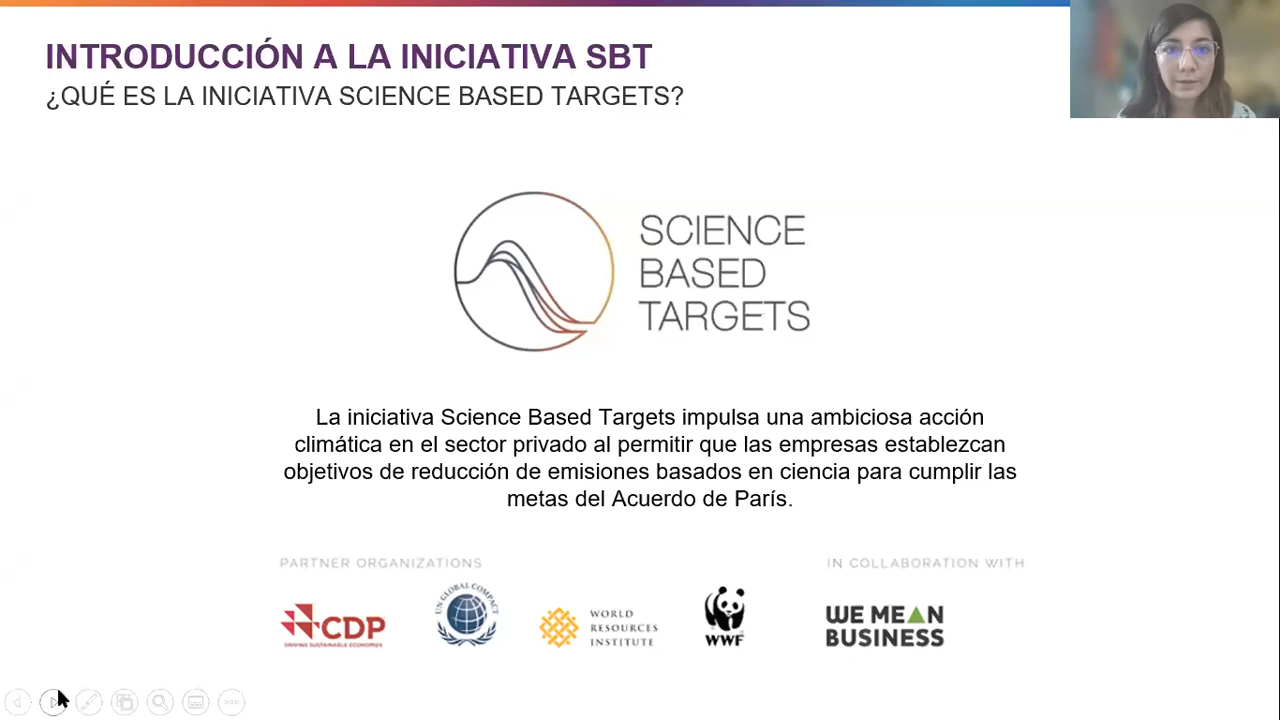 INTRODUCCIÓN A LA INICIATIVA SBT
¿QUÉ ES LA INICIATIVA SCIENCE BASED TARGETS?
SCIENCE
BASED
TARGETS
La iniciativa Science Based Targets impulsa una ambiciosa acción
climática en el sector privado al permitir que las empresas establezcan
objetivos de reducción de emisiones basados en ciencia para cumplir las
metas del Acuerdo de París.
PARTNER ORGANIZATIONS
IN COLLABORATION WITH
CDP
DRIVING SUSTAINABLE ECONOMIES
UN GLOBAL COMPACT
WORLD
RESOURCES
INSTITUTE
WWF
WE MEAN
BUSINESS